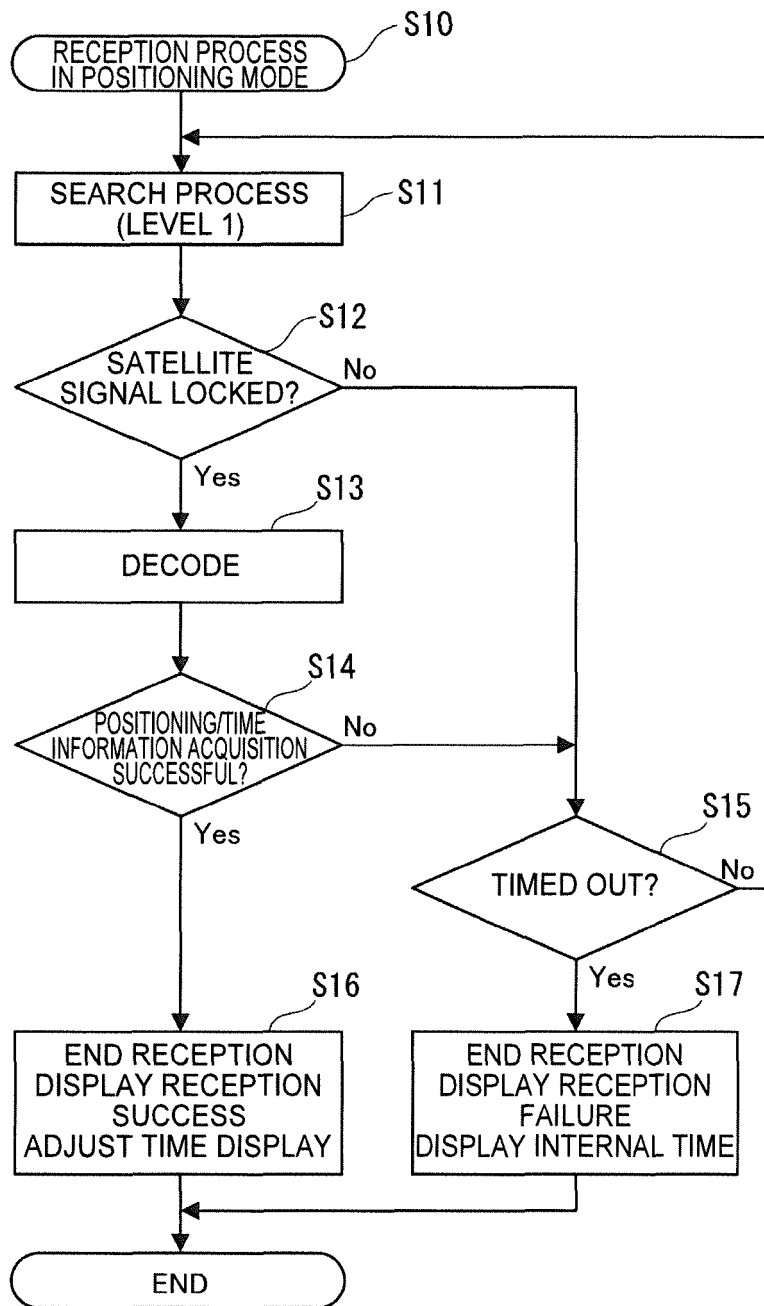 S10
RECEPTION PROCESS
IN POSITIONING MODE
S11
SEARCH PROCESS
(LEVEL 1)
S12
SATELLITE
SIGNAL LOCKED?
No
Yes
S13
DECODE
S14
POSITIONING/TIME
INFORMATION ACQUISITION
SUCCESSFUL?
No
Yes
S15
TIMED OUT?
No
Yes
S16
END RECEPTION
DISPLAY RECEPTION
SUCCESS
ADJUST TIME DISPLAY
S17
END RECEPTION
DISPLAY RECEPTION
FAILURE
DISPLAY INTERNAL TIME
END